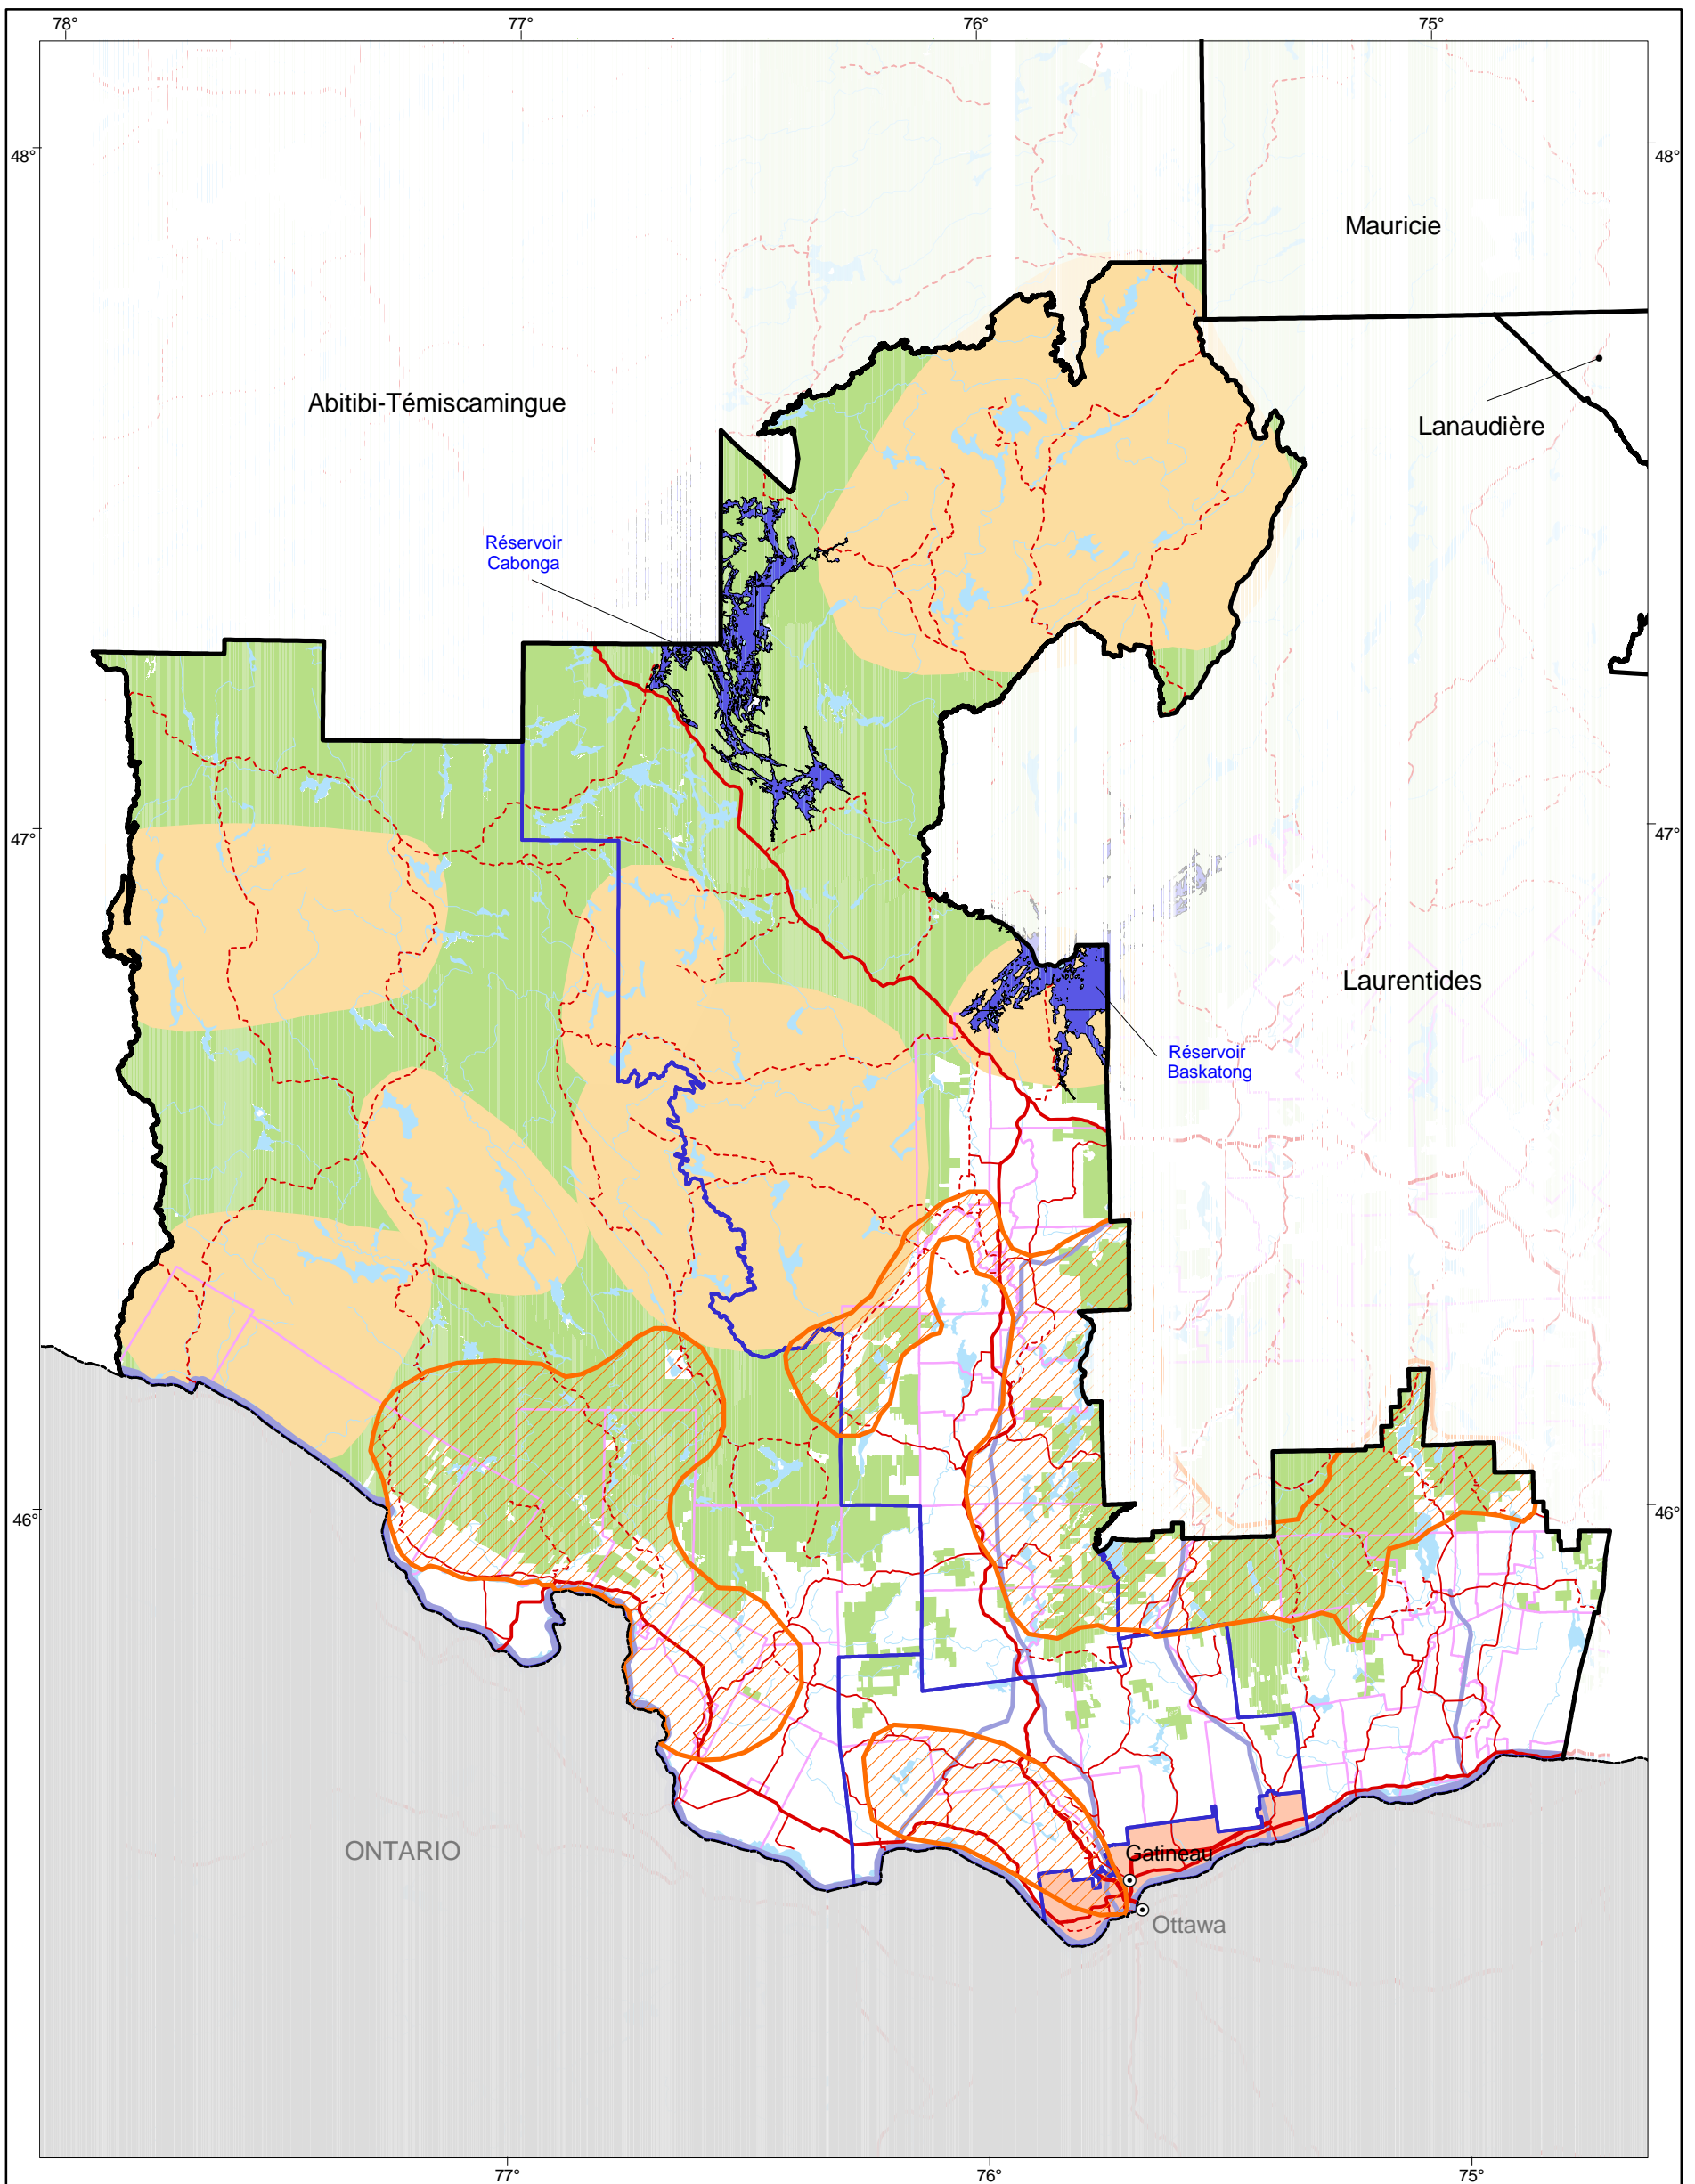 78°
77°
76°
75°
48°
48°
Mauricie
Abitibi-Témiscamingue
Lanaudière
Réservoir
Cabonga
47°
47°
Laurentides
Réservoir
Baskatong
46°
46°
ONTARIO
Gatineau
Ottawa
77°
76°
75°